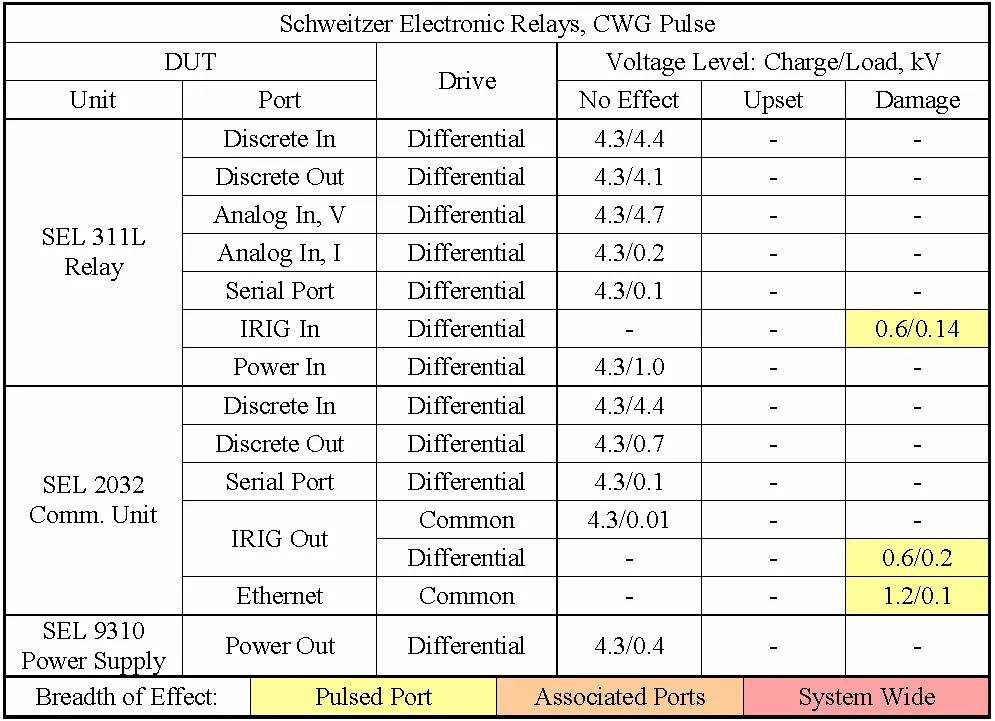 Schweitzer Electronic Relays, CWG Pulse
DUT Drive Voltage Level: Charge/Load, kV
Unit Port No Effect Upset Damage
SEL 311L Relay Discrete In Differential 4.3/4.4 - -
Discrete Out Differential 4.3/4.1 - -
Analog In, V Differential 4.3/4.7 - -
Analog In, I Differential 4.3/0.2 - -
Serial Port Differential 4.3/0.1 - -
IRIG In Differential - - 0.6/0.14
Power In Differential 4.3/1.0 - -
SEL 2032 Comm. Unit Discrete In Differential 4.3/4.4 - -
Discrete Out Differential 4.3/0.7 - -
Serial Port Differential 4.3/0.1 - -
IRIG Out Common 4.3/0.01 - -
Differential - - 0.6/0.2
Ethernet Common - - 1.2/0.1
SEL 9310 Power Supply Power Out Differential 4.3/0.4 - -
Breadth of Effect: Pulsed Port Associated Ports System Wide